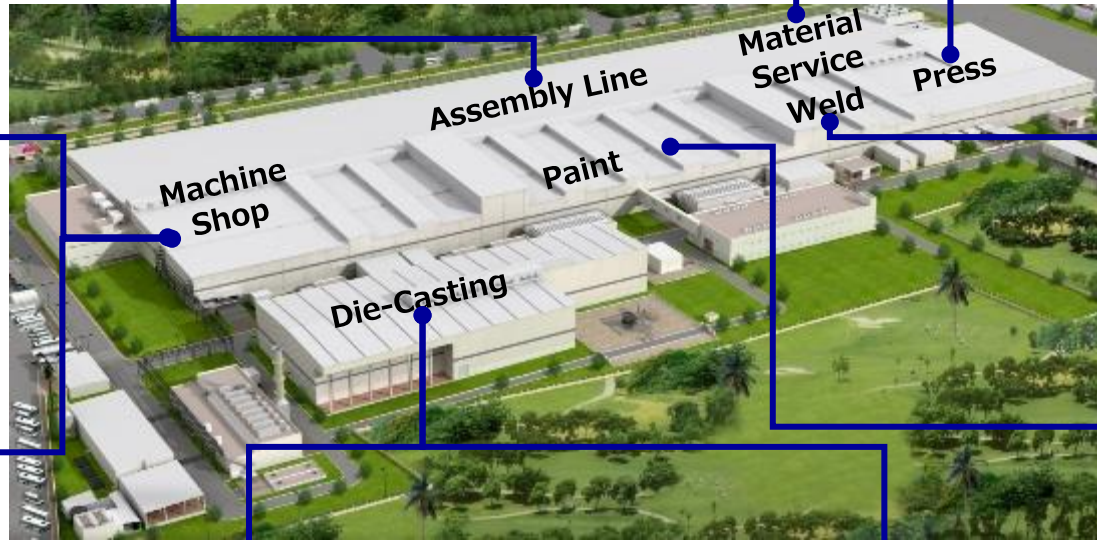 Material
Service
Assembly Line
Press
Weld
Machine
Shop
Paint
Die-Casting